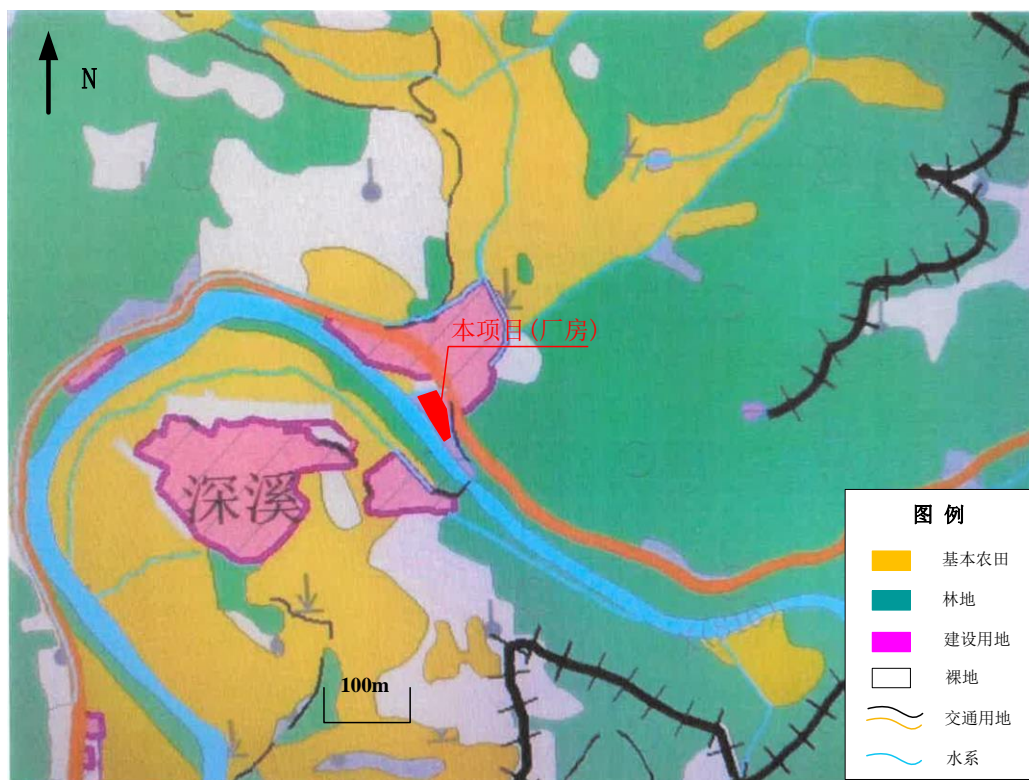 N
本项目(厂房)
深溪
100m
图 例
基本农田
林地
建设用地
裸地
交通用地
水系